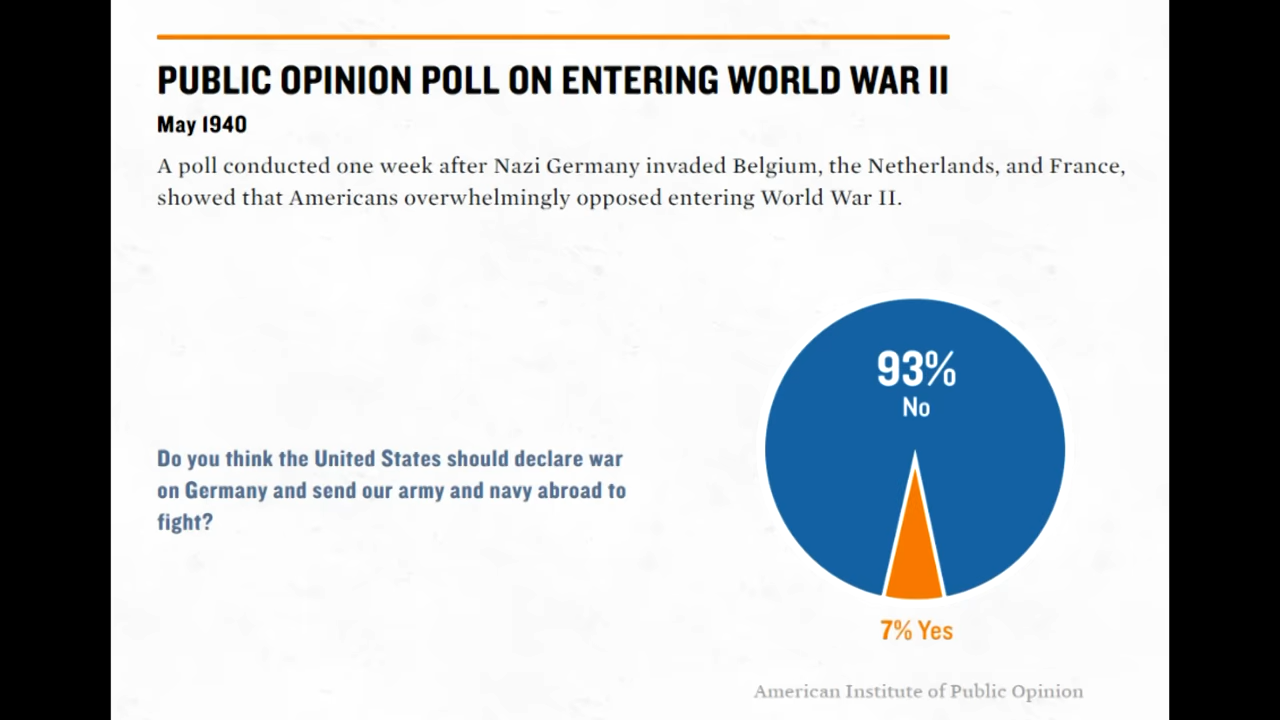 PUBLIC OPINION POLL ON ENTERING WORLD WAR II
May 1940
A poll conducted one week after Nazi Germany invaded Belgium, the Netherlands, and France,
showed that Americans overwhelmingly opposed entering World War II.
Do you think the United States should declare war
on Germany and send our army and navy abroad to
fight?
93%
No
7% Yes
American Institute of Public Opinion